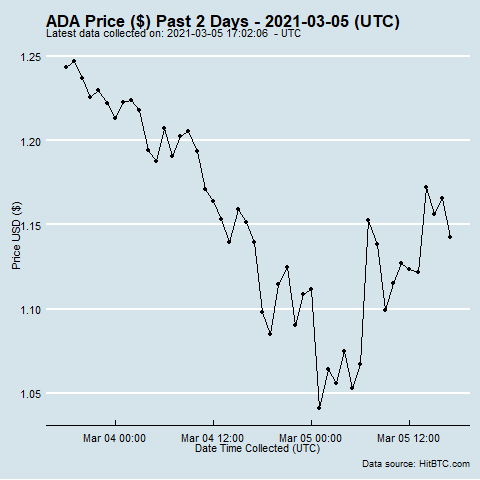 ADA Price ($) Past 2 Days - 2021-03-05 (UTC)
Latest data collected on: 2021-03-05 17:02:06 - UTC
1.25
1.20
1.15
1.10
1.05
Price USD ($)
Mar 04 00:00 Mar 04 12:00 Mar 05 00:00 Mar 05 12:00
Date Time Collected (UTC)
Data source: HitBTC.com